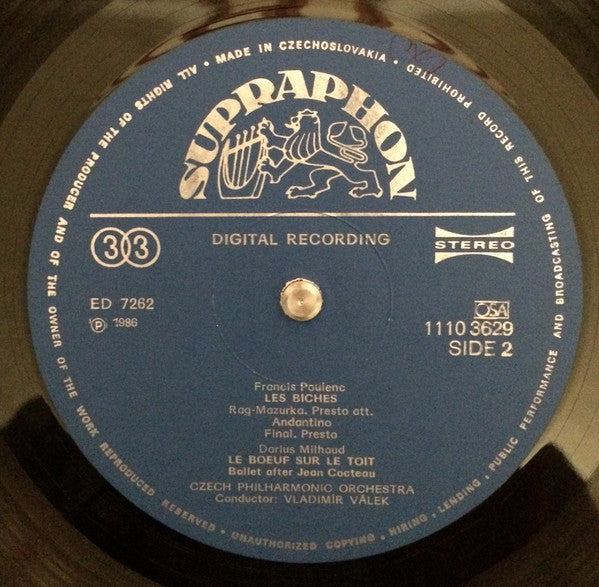 ALL RIGHTS OF THE PRODUCER AND OF THE OWNER OF THE WORK REPRODUCED RESERVED • UNAUTHORIZED COPYING • HIRING, LENDING, PUBLIC PERFORMANCE AND BROADCASTING OF THIS RECORD PROHIBITED • MADE IN CZECHOSLOVAKIA •
SUPRAPHON
33
DIGITAL RECORDING
STEREO
ED 7262
Ⓟ 1986
OSA
1110 3629
SIDE 2
Francis Poulenc
LES BICHES
Rag-Mazurka. Presto att.
Andantino
Final. Presto
Darius Milhaud
LE BOEUF SUR LE TOIT
Ballet after Jean Cocteau
CZECH PHILHARMONIC ORCHESTRA
Conductor: VLADIMÍR VÁLEK